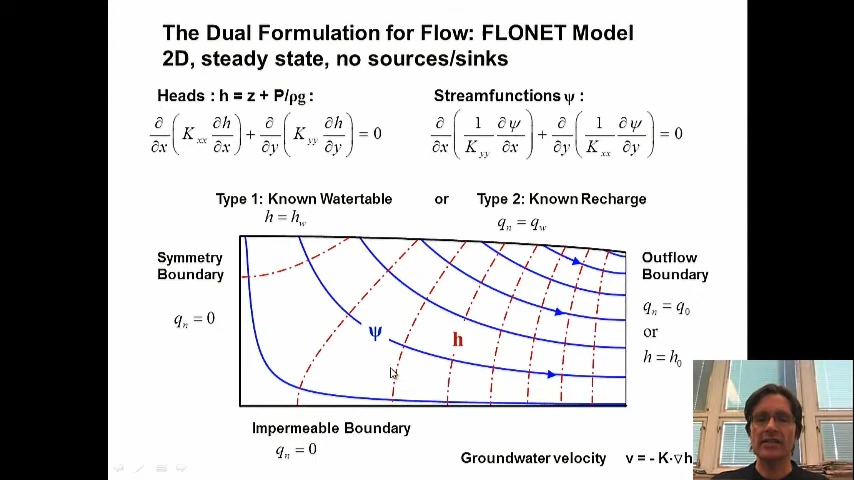 The Dual Formulation for Flow: FLONET Model
2D, steady state, no sources/sinks
Heads : h = z + P/ρg :
Streamfunctions ψ :
∂/∂x (Kxx ∂h/∂x) + ∂/∂y (Kyy ∂h/∂y) = 0
∂/∂x (1/Kyy ∂ψ/∂x) + ∂/∂y (1/Kxx ∂ψ/∂y) = 0
Type 1: Known Watertable or Type 2: Known Recharge
h = hw
qn = qw
Symmetry
Boundary
qn = 0
Outflow
Boundary
qn = q0
or
h = h0
ψ
h
Impermeable Boundary
qn = 0
Groundwater velocity v = - K·∇h